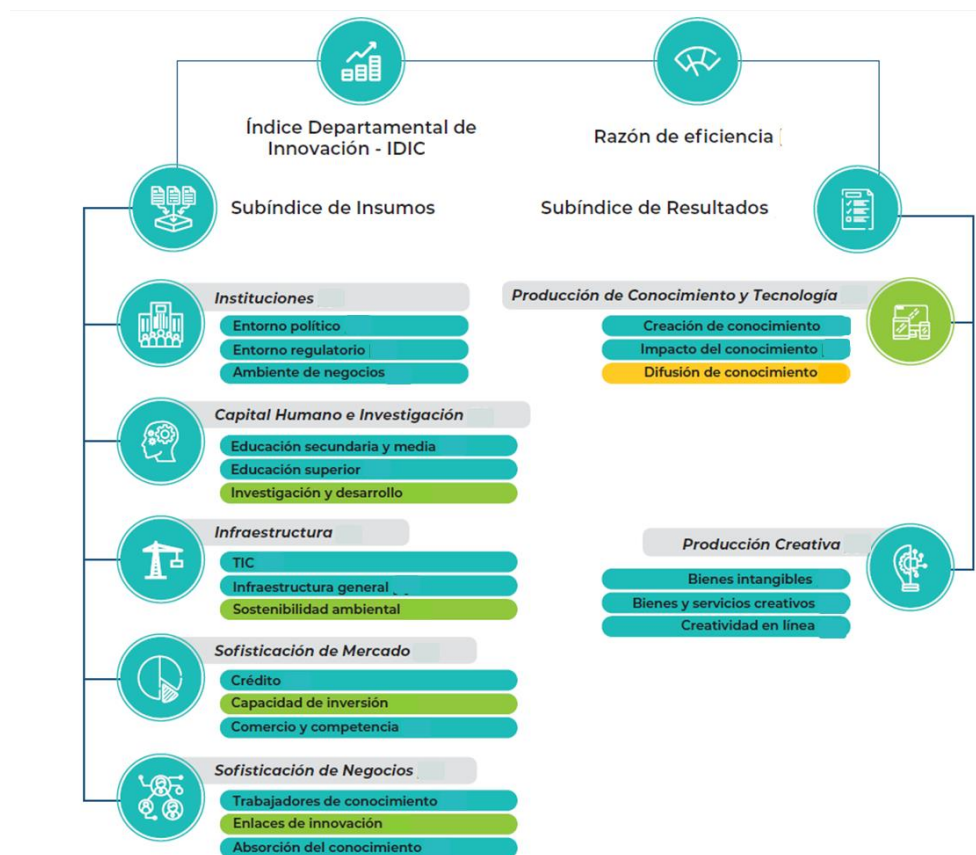 Índice Departamental de
Innovación - IDIC
Razón de eficiencia
Subíndice de Insumos
Subíndice de Resultados
Instituciones
Entorno político
Entorno regulatorio
Ambiente de negocios
Capital Humano e Investigación
Educación secundaria y media
Educación superior
Investigación y desarrollo
Infraestructura
TIC
Infraestructura general
Sostenibilidad ambiental
Sofisticación de Mercado
Crédito
Capacidad de inversión
Comercio y competencia
Sofisticación de Negocios
Trabajadores de conocimiento
Enlaces de innovación
Absorción del conocimiento
Producción de Conocimiento y Tecnología
Creación de conocimiento
Impacto del conocimiento
Difusión de conocimiento
Producción Creativa
Bienes intangibles
Bienes y servicios creativos
Creatividad en línea